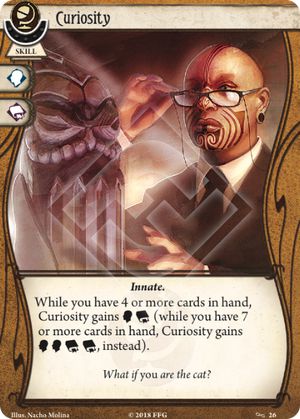 Curiosity
SKILL
Innate.
While you have 4 or more cards in hand,
Curiosity gains (while you have 7
or more cards in hand, Curiosity gains
, instead).
What if you are the cat?
Illus. Nacho Molina © 2018 FFG 26